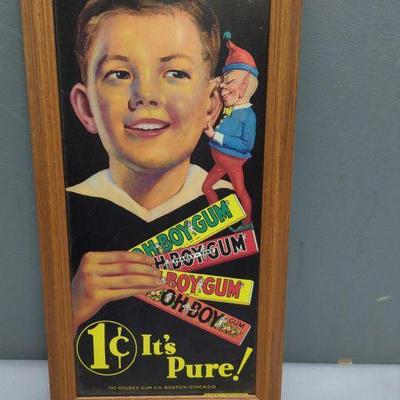 OH-BOY-GUM
OH-BOY-GUM
BOY-GUM
OH-BOY GUM
1¢ It's
Pure!
THE GOUDEY GUM CO. BOSTON-CHICAGO